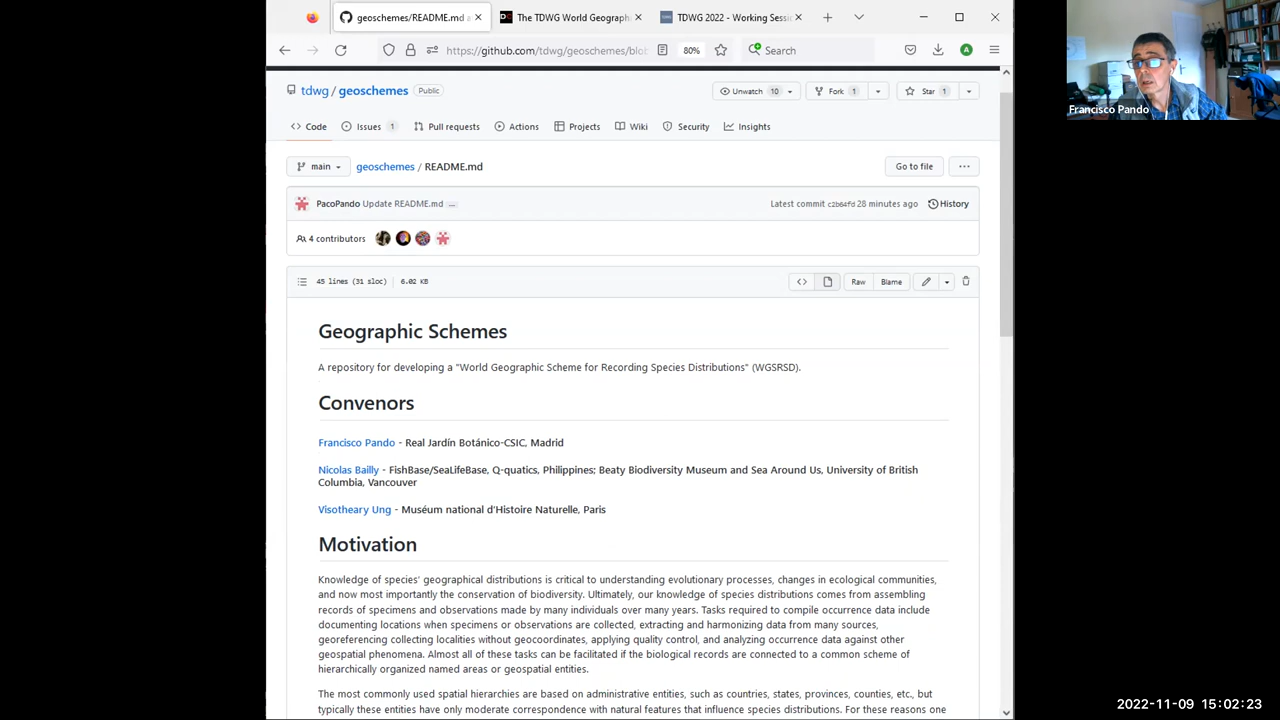 geoschemes/README.md a
The TDWG World Geographi
TDWG 2022 - Working Sessi
https://github.com/tdwg/geoschemes/blob
80%
Search
A
tdwg / geoschemes Public
Unwatch 10
Fork 1
Star 1
Code
Issues 1
Pull requests
Actions
Projects
Wiki
Security
Insights
main
geoschemes / README.md
Go to file
PacoPando Update README.md ...
Latest commit c2b64fd 28 minutes ago
History
4 contributors
45 lines (31 sloc) | 6.02 KB
Raw
Blame
Geographic Schemes
A repository for developing a "World Geographic Scheme for Recording Species Distributions" (WGSRSD).
Convenors
Francisco Pando - Real Jardín Botánico-CSIC, Madrid
Nicolas Bailly - FishBase/SeaLifeBase, Q-quatics, Philippines; Beaty Biodiversity Museum and Sea Around Us, University of British
Columbia, Vancouver
Visotheary Ung - Muséum national d'Histoire Naturelle, Paris
Motivation
Knowledge of species' geographical distributions is critical to understanding evolutionary processes, changes in ecological communities,
and now most importantly the conservation of biodiversity. Ultimately, our knowledge of species distributions comes from assembling
records of specimens and observations made by many individuals over many years. Tasks required to compile occurrence data include
documenting locations when specimens or observations are collected, extracting and harmonizing data from many sources,
georeferencing collecting localities without geocoordinates, applying quality control, and analyzing occurrence data against other
geospatial phenomena. Almost all of these tasks can be facilitated if the biological records are connected to a common scheme of
hierarchically organized named areas or geospatial entities.
The most commonly used spatial hierarchies are based on administrative entities, such as countries, states, provinces, counties, etc., but
typically these entities have only moderate correspondence with natural features that influence species distributions. For these reasons one
Francisco Pando
2022-11-09 15:02:23